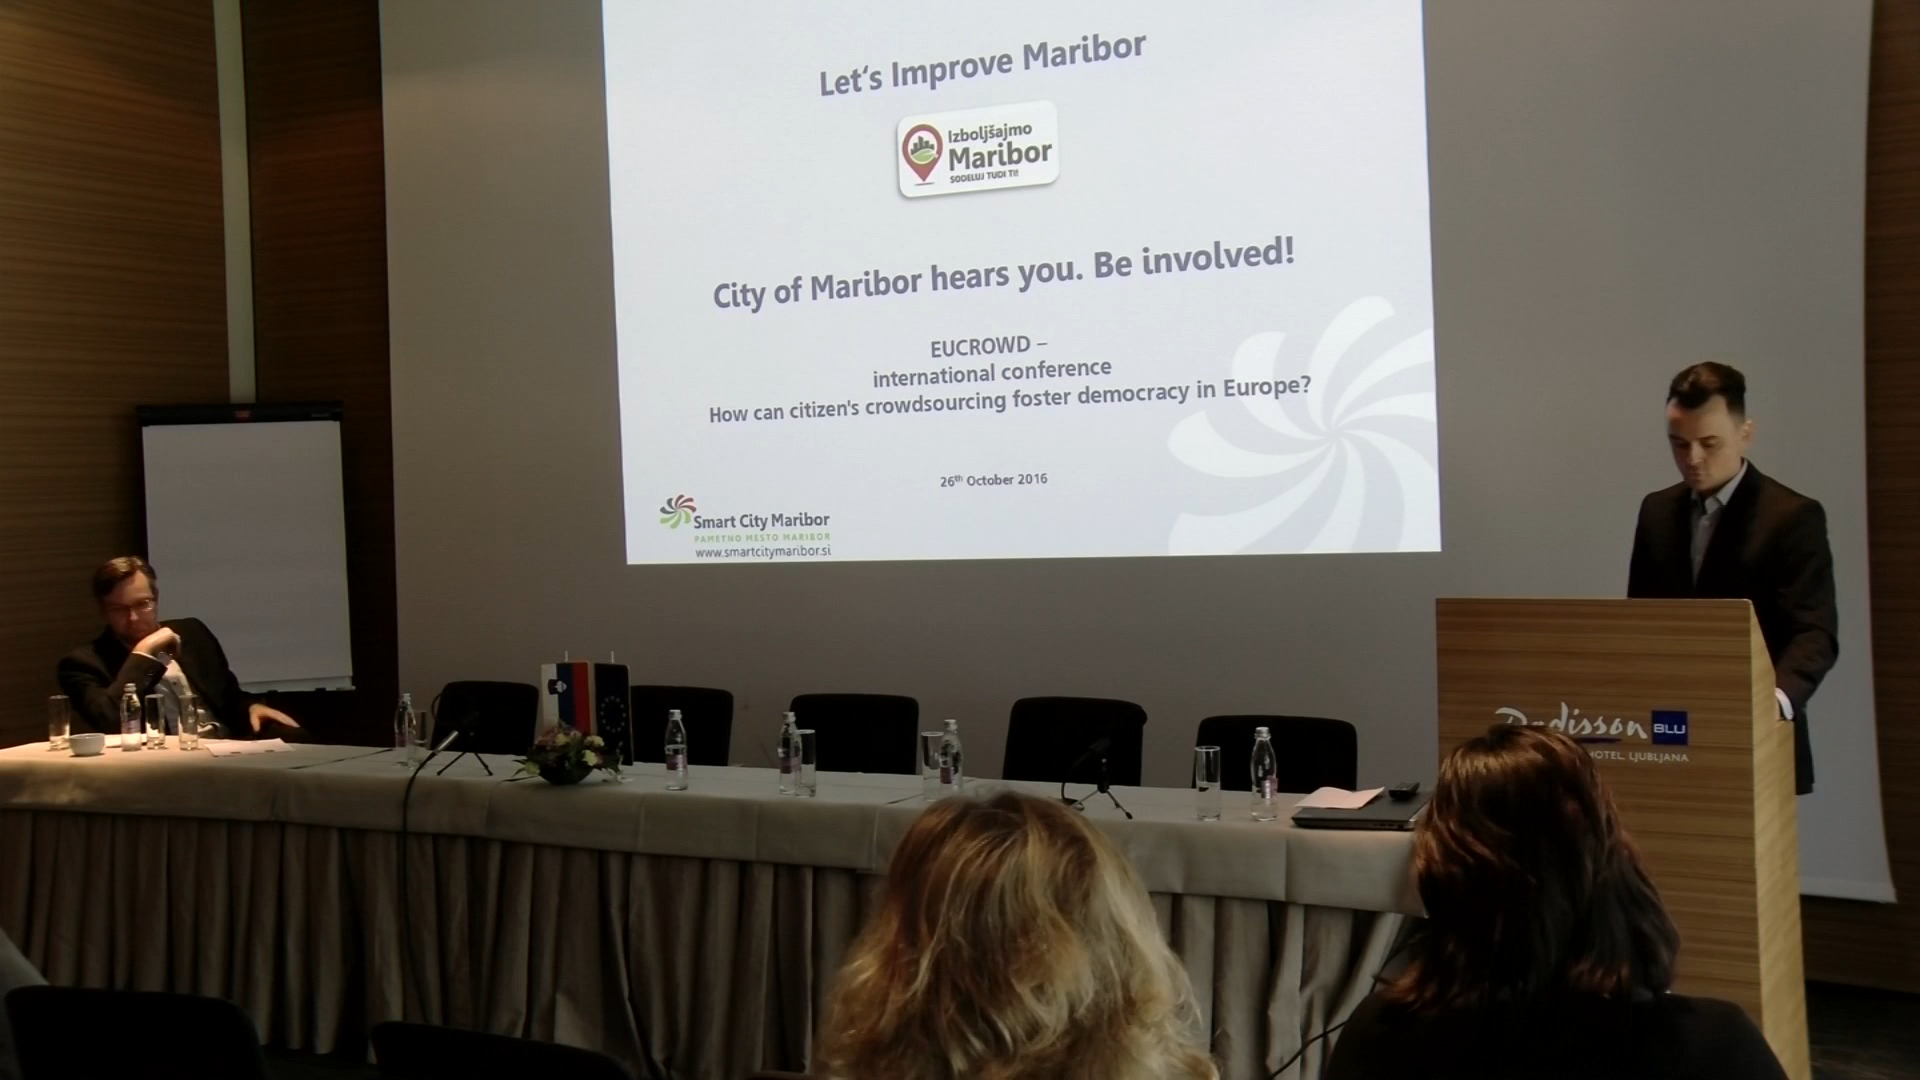 Let‘s Improve Maribor
Izboljšajmo
Maribor
SODELUJ TUDI TI!
City of Maribor hears you. Be involved!
EUCROWD –
international conference
How can citizen's crowdsourcing foster democracy in Europe?
26th October 2016
Smart City Maribor
PAMETNO MESTO MARIBOR
www.smartcitymaribor.si
Radisson BLU
HOTEL, LJUBLJANA